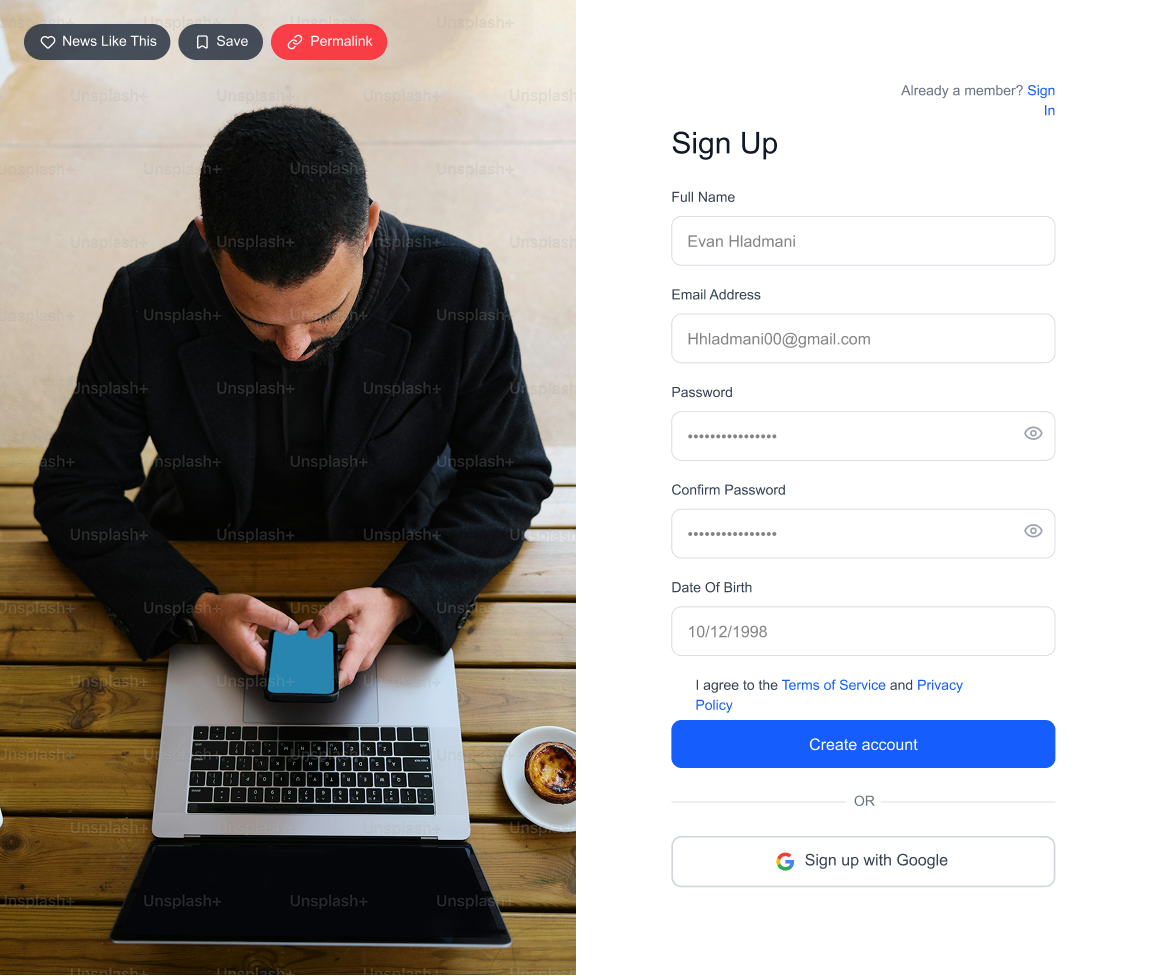 News Like This
Save
Permalink
Already a member? Sign
In
Sign Up
Full Name
Evan Hladmani
Email Address
Hhladmani00@gmail.com
Password
••••••••••••••••
Confirm Password
••••••••••••••••
Date Of Birth
10/12/1998
I agree to the Terms of Service and Privacy
Policy
Create account
OR
Sign up with Google
Unsplash+